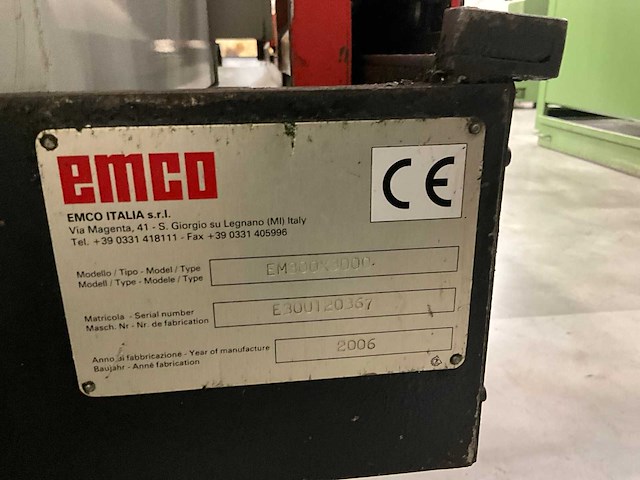 emco
CE
EMCO ITALIA s.r.l.
Via Magenta, 41 - S. Giorgio su Legnano (MI) Italy
Tel. +39 0331 418111 - Fax +39 0331 405996
Modello / Tipo - Model / Type
Modell / Type - Modele / Type
Matricola - Serial number
Masch. Nr - Nr. de fabrication
E300120367
Anno di fabbricazione - Year of manufacture
Baujahr - Anné fabrication
2006